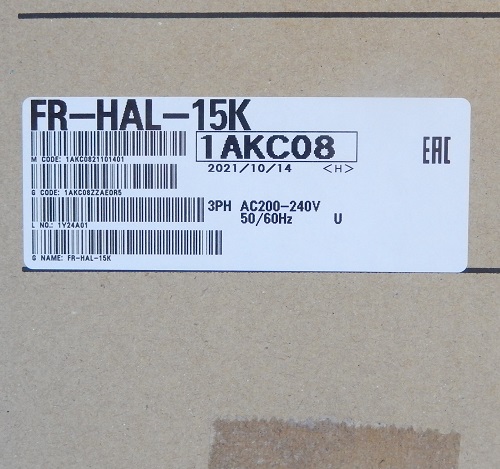 FR-HAL-15K
1AKC08
M CODE: 1AKC0821101401
2021/10/14 <H>
EAC
G CODE: 1AKC08ZZAE0R5
3PH AC200-240V
50/60Hz U
L NO.: 1Y24A01
G NAME: FR-HAL-15K